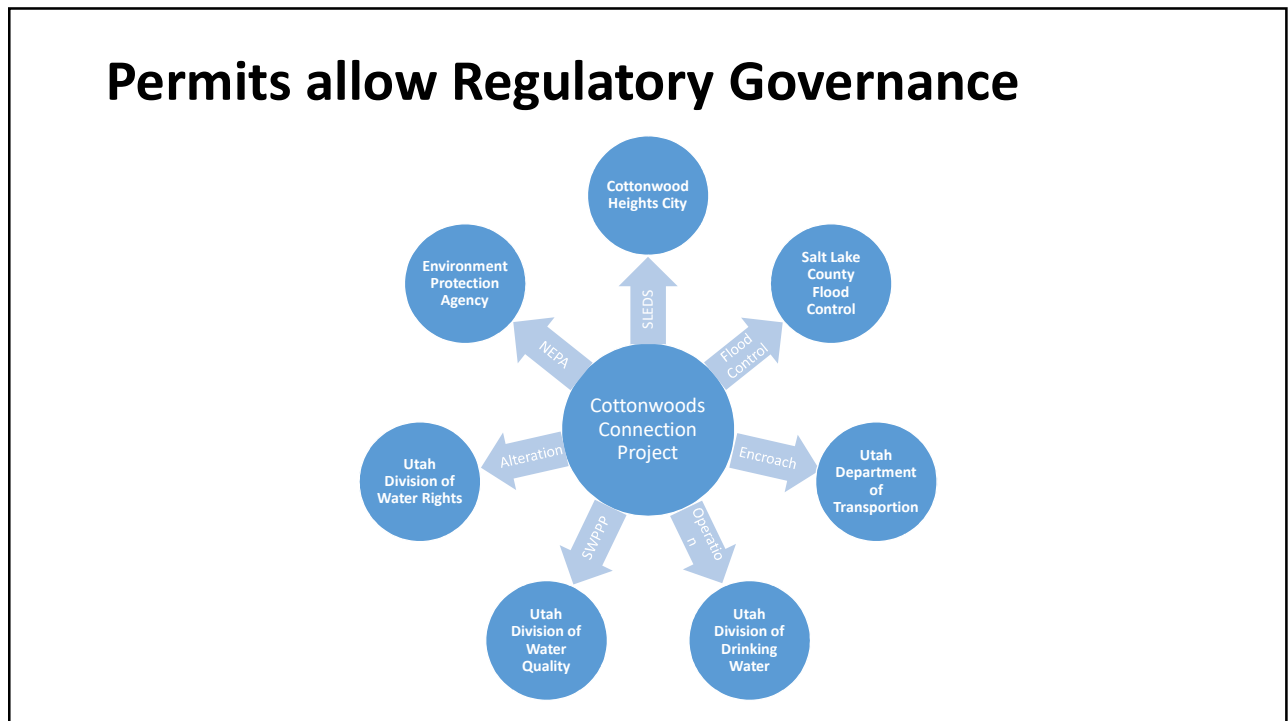 Permits allow Regulatory Governance
Cottonwood
Heights City
SLEDS
Salt Lake
County
Flood
Control
Flood
Control
Utah
Department
of
Transportion
Encroach
Utah
Division of
Drinking
Water
Operatio
n
Utah
Division of
Water
Quality
SWPPP
Utah
Division of
Water Rights
Alteration
Environment
Protection
Agency
NEPA
Cottonwoods
Connection
Project